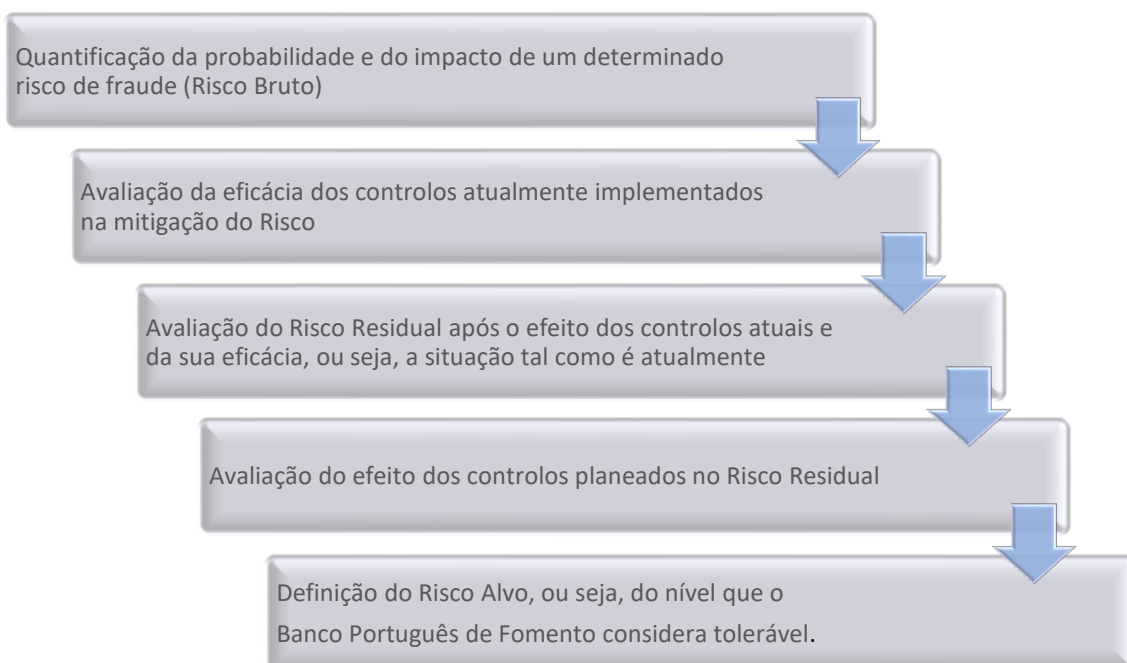 Quantificação da probabilidade e do impacto de um determinado
risco de fraude (Risco Bruto)
Avaliação da eficácia dos controlos atualmente implementados
na mitigação do Risco
Avaliação do Risco Residual após o efeito dos controlos atuais e
da sua eficácia, ou seja, a situação tal como é atualmente
Avaliação do efeito dos controlos planeados no Risco Residual
Definição do Risco Alvo, ou seja, do nível que o
Banco Português de Fomento considera tolerável.